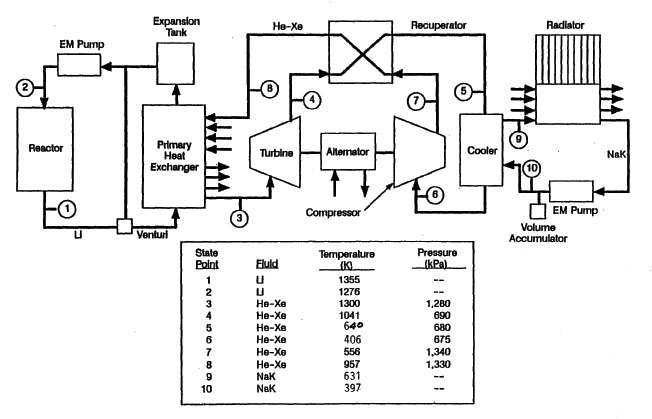 Expansion
Tank
He-Xe
Recuperator
Radiator
EM Pump
2
8
4
7
5
9
Reactor
Primary
Heat
Exchanger
Turbine
Alternator
Cooler
NaK
10
1
3
6
EM Pump
Compressor
Li
Venturi
Volume
Accumulator
State Point Fluid Temperature (K) Pressure (kPa)
1 Li 1355 --
2 Li 1276 --
3 He-Xe 1300 1,280
4 He-Xe 1041 690
5 He-Xe 640 680
6 He-Xe 406 675
7 He-Xe 556 1,340
8 He-Xe 957 1,330
9 NaK 631 --
10 NaK 397 --